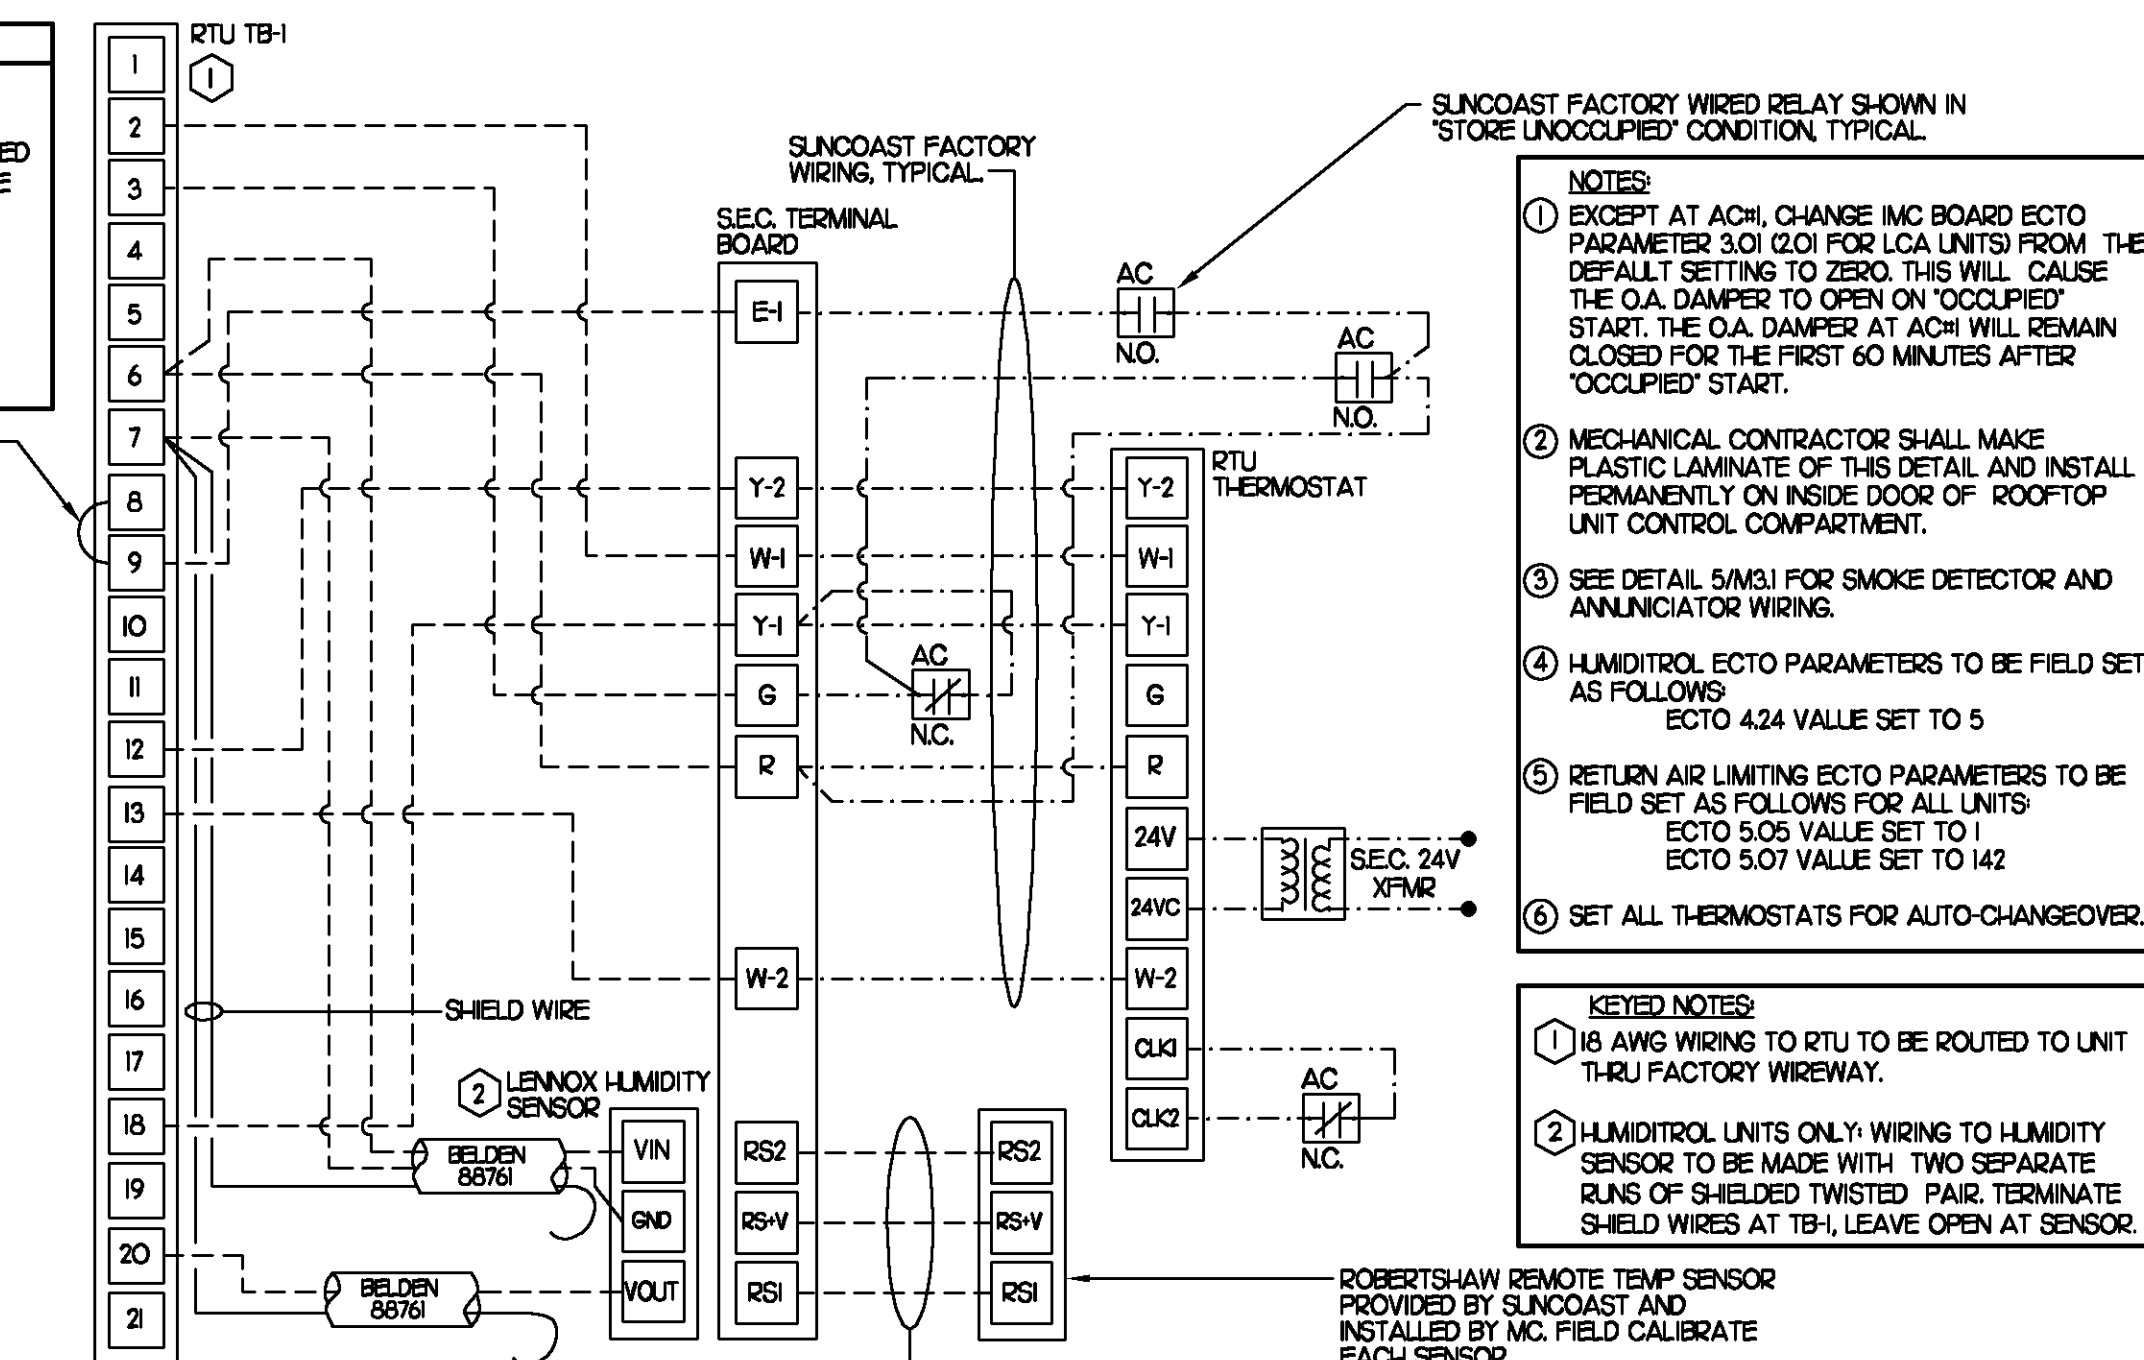 ED
E
RTU TB-1
1
1
2
3
4
5
6
7
8
9
10
11
12
13
14
15
16
17
18
19
20
21
SHIELD WIRE
2
LENNOX HUMIDITY
SENSOR
BELDEN
88761
BELDEN
88761
VIN
GND
VOUT
SUNCOAST FACTORY
WIRING, TYPICAL.
S.E.C. TERMINAL
BOARD
E-1
Y-2
W-1
Y-1
G
R
W-2
RS2
RS+V
RS1
RS2
RS+V
RS1
AC
N.C.
AC
N.O.
AC
N.O.
SUNCOAST FACTORY WIRED RELAY SHOWN IN
"STORE UNOCCUPIED" CONDITION, TYPICAL.
RTU
THERMOSTAT
Y-2
W-1
Y-1
G
R
24V
24VC
W-2
CLK1
CLK2
S.E.C. 24V
XFMR
AC
N.C.
ROBERTSHAW REMOTE TEMP SENSOR
PROVIDED BY SUNCOAST AND
INSTALLED BY MC. FIELD CALIBRATE
EACH SENSOR
NOTES:
1 EXCEPT AT AC#1, CHANGE IMC BOARD ECTO
PARAMETER 3.01 (2.01 FOR LCA UNITS) FROM THE
DEFAULT SETTING TO ZERO. THIS WILL CAUSE
THE O.A. DAMPER TO OPEN ON "OCCUPIED"
START. THE O.A. DAMPER AT AC#1 WILL REMAIN
CLOSED FOR THE FIRST 60 MINUTES AFTER
"OCCUPIED" START.
2 MECHANICAL CONTRACTOR SHALL MAKE
PLASTIC LAMINATE OF THIS DETAIL AND INSTALL
PERMANENTLY ON INSIDE DOOR OF ROOFTOP
UNIT CONTROL COMPARTMENT.
3 SEE DETAIL 5/M3.1 FOR SMOKE DETECTOR AND
ANNUNICIATOR WIRING.
4 HUMIDITROL ECTO PARAMETERS TO BE FIELD SET
AS FOLLOWS:
ECTO 4.24 VALUE SET TO 5
5 RETURN AIR LIMITING ECTO PARAMETERS TO BE
FIELD SET AS FOLLOWS FOR ALL UNITS:
ECTO 5.05 VALUE SET TO 1
ECTO 5.07 VALUE SET TO 142
6 SET ALL THERMOSTATS FOR AUTO-CHANGEOVER.
KEYED NOTES:
1 18 AWG WIRING TO RTU TO BE ROUTED TO UNIT
THRU FACTORY WIREWAY.
2 HUMIDITROL UNITS ONLY: WIRING TO HUMIDITY
SENSOR TO BE MADE WITH TWO SEPARATE
RUNS OF SHIELDED TWISTED PAIR. TERMINATE
SHIELD WIRES AT TB-1, LEAVE OPEN AT SENSOR.